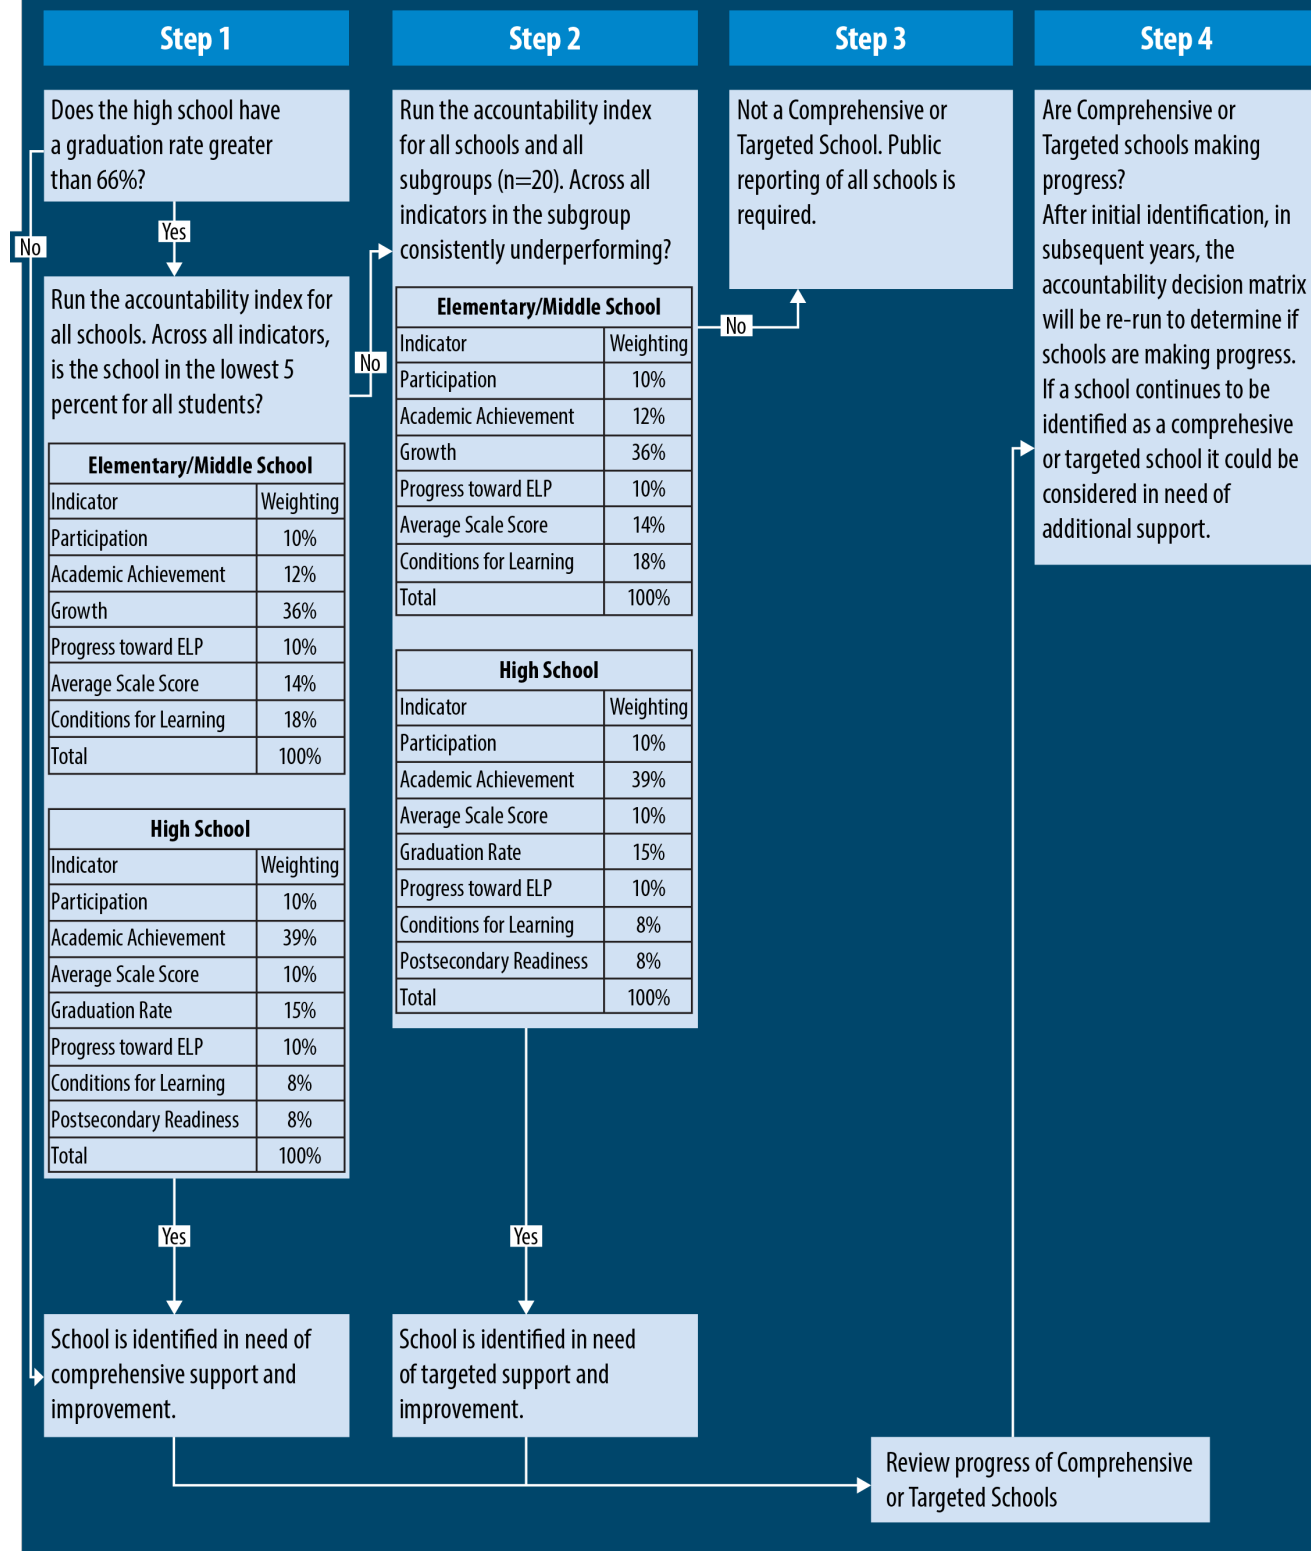 Step 1
Does the high school have
a graduation rate greater
than 66%?
No
Yes
Run the accountability index for
all schools. Across all indicators,
is the school in the lowest 5
percent for all students?
No
Elementary/Middle School
Indicator Weighting
Participation 10%
Academic Achievement 12%
Growth 36%
Progress toward ELP 10%
Average Scale Score 14%
Conditions for Learning 18%
Total 100%
High School
Indicator Weighting
Participation 10%
Academic Achievement 39%
Average Scale Score 10%
Graduation Rate 15%
Progress toward ELP 10%
Conditions for Learning 8%
Postsecondary Readiness 8%
Total 100%
Yes
School is identified in need of
comprehensive support and
improvement.
Step 2
Run the accountability index
for all schools and all
subgroups (n=20). Across all
indicators in the subgroup
consistently underperforming?
Elementary/Middle School
Indicator Weighting
Participation 10%
Academic Achievement 12%
Growth 36%
Progress toward ELP 10%
Average Scale Score 14%
Conditions for Learning 18%
Total 100%
No
High School
Indicator Weighting
Participation 10%
Academic Achievement 39%
Average Scale Score 10%
Graduation Rate 15%
Progress toward ELP 10%
Conditions for Learning 8%
Postsecondary Readiness 8%
Total 100%
Yes
School is identified in need
of targeted support and
improvement.
Step 3
Not a Comprehensive or
Targeted School. Public
reporting of all schools is
required.
Step 4
Are Comprehensive or
Targeted schools making
progress?
After initial identification, in
subsequent years, the
accountability decision matrix
will be re-run to determine if
schools are making progress.
If a school continues to be
identified as a comprehesive
or targeted school it could be
considered in need of
additional support.
Review progress of Comprehensive
or Targeted Schools